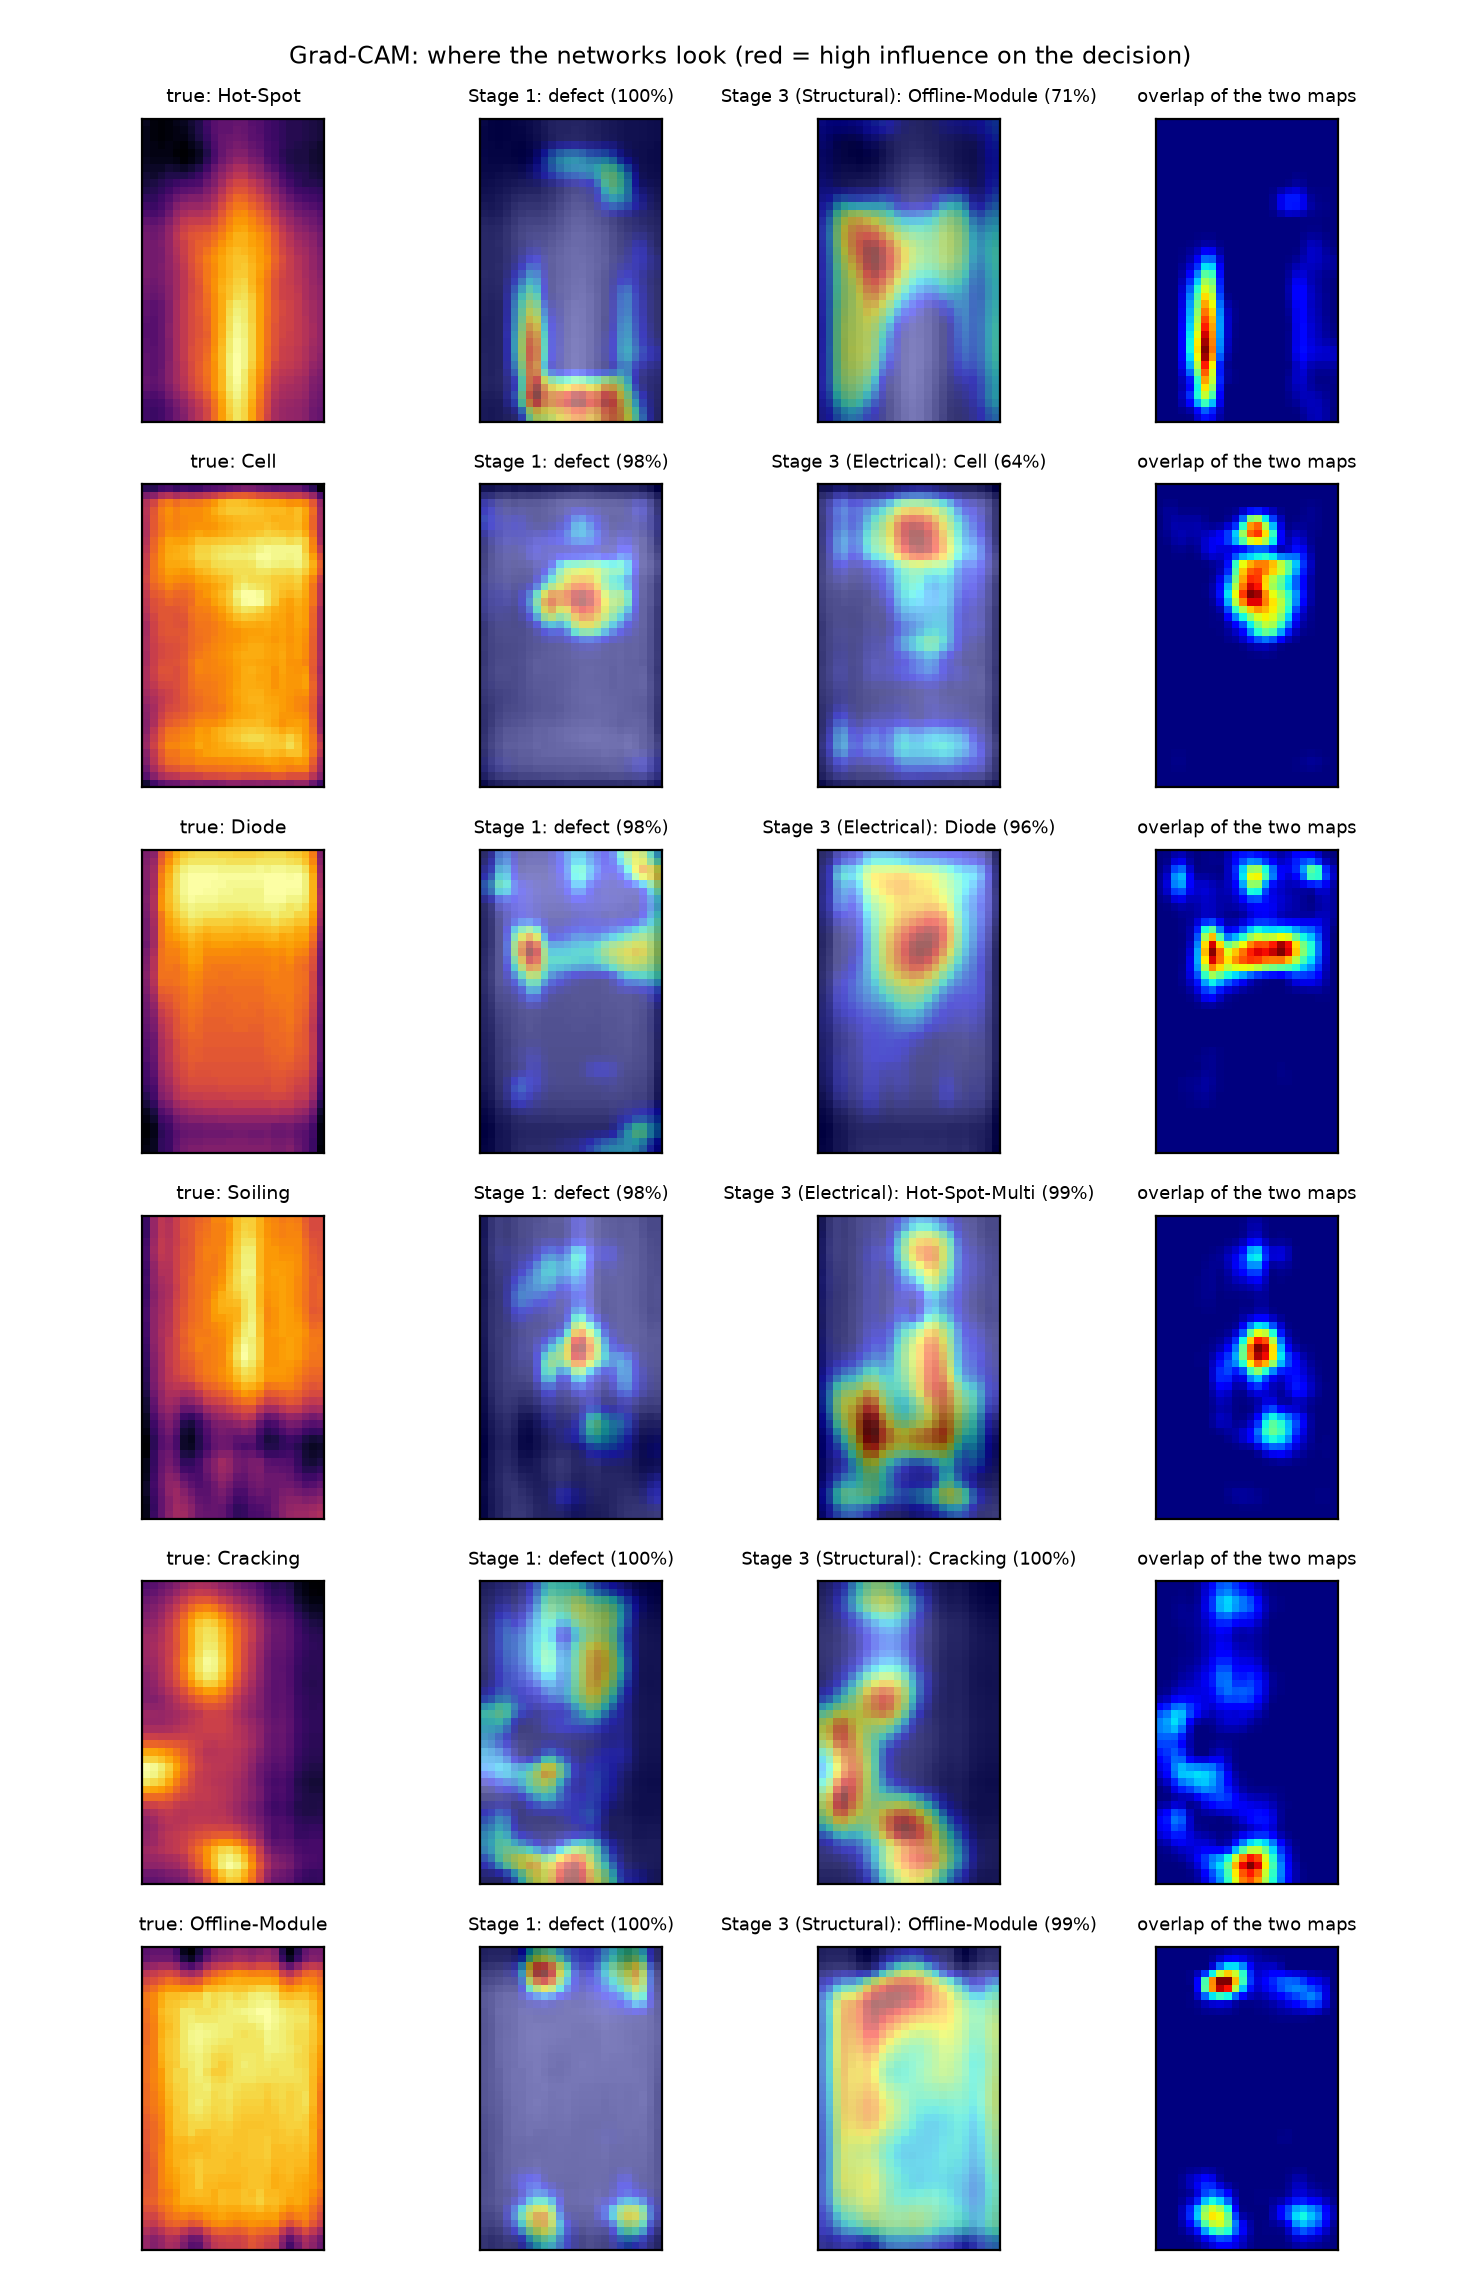 Grad-CAM: where the networks look (red = high influence on the decision)
true: Hot-Spot
Stage 1: defect (100%)
Stage 3 (Structural): Offline-Module (71%)
overlap of the two maps
true: Cell
Stage 1: defect (98%)
Stage 3 (Electrical): Cell (64%)
overlap of the two maps
true: Diode
Stage 1: defect (98%)
Stage 3 (Electrical): Diode (96%)
overlap of the two maps
true: Soiling
Stage 1: defect (98%)
Stage 3 (Electrical): Hot-Spot-Multi (99%)
overlap of the two maps
true: Cracking
Stage 1: defect (100%)
Stage 3 (Structural): Cracking (100%)
overlap of the two maps
true: Offline-Module
Stage 1: defect (100%)
Stage 3 (Structural): Offline-Module (99%)
overlap of the two maps